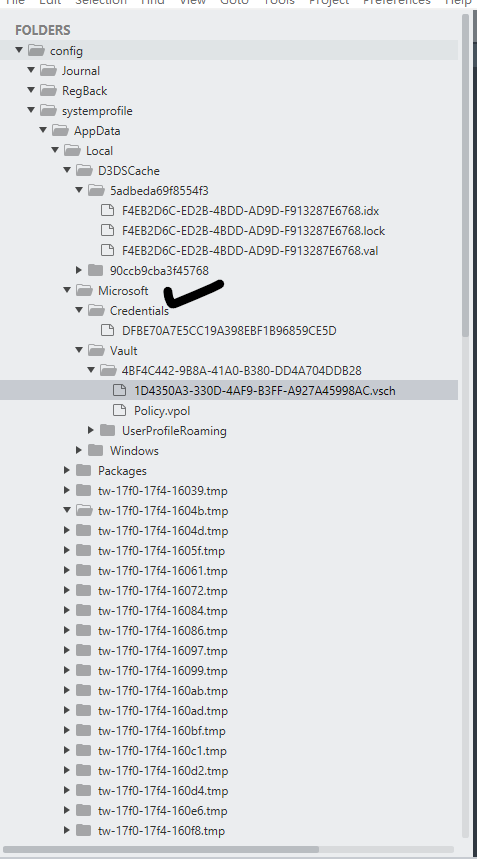 File Edit Selection Find View Goto Tools Project Preferences Help
FOLDERS
config
Journal
RegBack
systemprofile
AppData
Local
D3DSCache
5adbeda69f8554f3
F4EB2D6C-ED2B-4BDD-AD9D-F913287E6768.idx
F4EB2D6C-ED2B-4BDD-AD9D-F913287E6768.lock
F4EB2D6C-ED2B-4BDD-AD9D-F913287E6768.val
90ccb9cba3f45768
Microsoft
Credentials
DFBE70A7E5CC19A398EBF1B96859CE5D
Vault
4BF4C442-9B8A-41A0-B380-DD4A704DDB28
1D4350A3-330D-4AF9-B3FF-A927A45998AC.vsch
Policy.vpol
UserProfileRoaming
Windows
Packages
tw-17f0-17f4-16039.tmp
tw-17f0-17f4-1604b.tmp
tw-17f0-17f4-1604d.tmp
tw-17f0-17f4-1605f.tmp
tw-17f0-17f4-16061.tmp
tw-17f0-17f4-16072.tmp
tw-17f0-17f4-16084.tmp
tw-17f0-17f4-16086.tmp
tw-17f0-17f4-16097.tmp
tw-17f0-17f4-16099.tmp
tw-17f0-17f4-160ab.tmp
tw-17f0-17f4-160ad.tmp
tw-17f0-17f4-160bf.tmp
tw-17f0-17f4-160c1.tmp
tw-17f0-17f4-160d2.tmp
tw-17f0-17f4-160d4.tmp
tw-17f0-17f4-160e6.tmp
tw-17f0-17f4-160f8.tmp